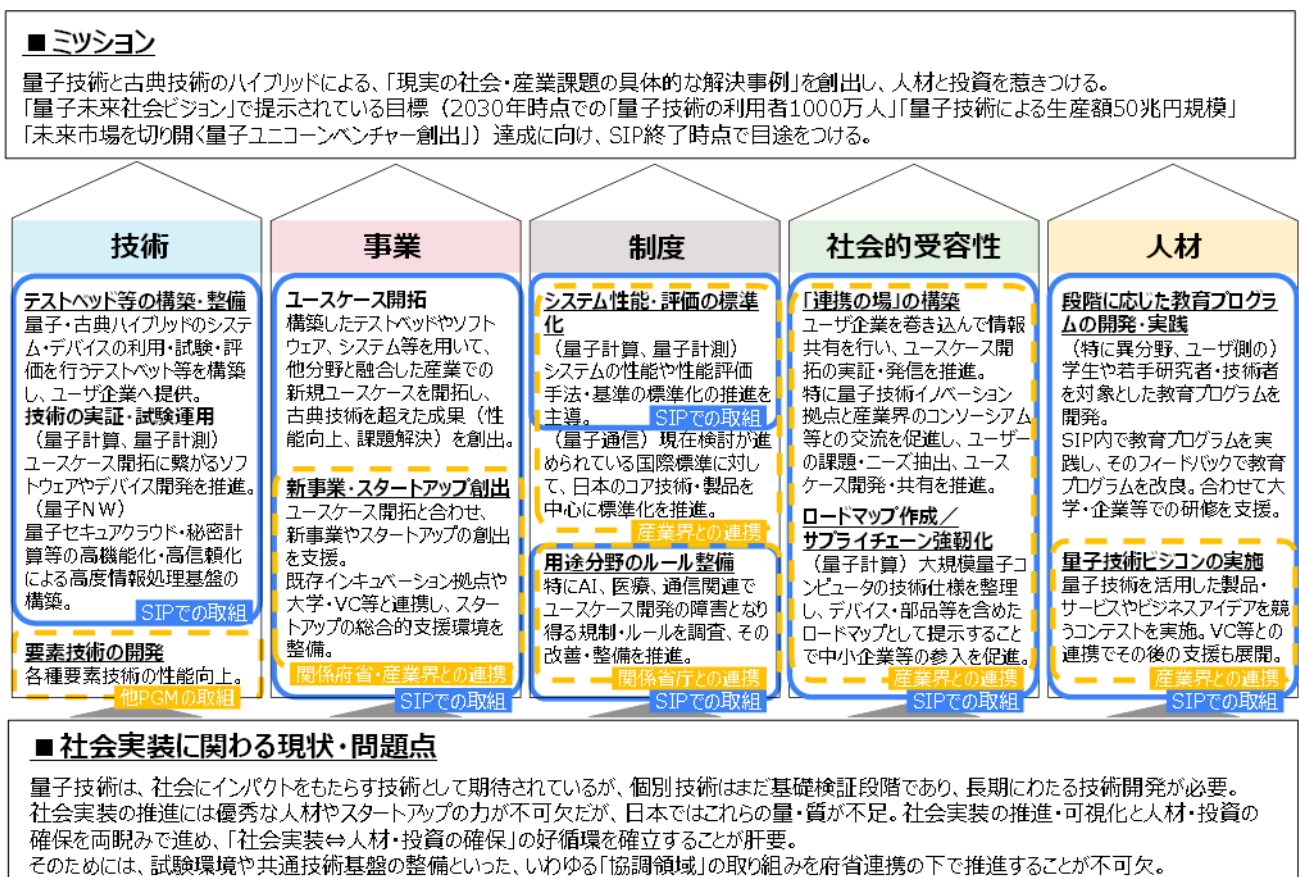 ■ミッション
量子技術と古典技術のハイブリッドによる、「現実の社会・産業課題の具体的な解決事例」を創出し、人材と投資を惹きつける。
「量子未来社会ビジョン」で提示されている目標（2030年時点での「量子技術の利用者1000万人」「量子技術による生産額50兆円規模」
「未来市場を切り開く量子ユニコーンベンチャー創出」）達成に向け、SIP終了時点で目途をつける。
技術
テストベッド等の構築・整備
量子・古典ハイブリッドのシステ
ム・デバイスの利用・試験・評
価を行うテストベット等を構築
し、ユーザ企業へ提供。
技術の実証・試験運用
（量子計算、量子計測）
ユースケース開拓に繋がるソフ
トウェアやデバイス開発を推進。
（量子NW）
量子セキュアクラウド・秘密計
算等の高機能化・高信頼化
による高度情報処理基盤の
構築。
SIPでの取組
要素技術の開発
各種要素技術の性能向上。
他PGMの取組
事業
ユースケース開拓
構築したテストベッドやソフト
ウェア、システム等を用いて、
他分野と融合した産業での
新規ユースケースを開拓し、
古典技術を超えた成果（性
能向上、課題解決）を創出。
新事業・スタートアップ創出
ユースケース開拓と合わせ、
新事業やスタートアップの創出
を支援。
既存インキュベーション拠点や
大学・VC等と連携し、スター
トアップの総合的支援環境を
整備。
関係府省・産業界との連携
SIPでの取組
制度
システム性能・評価の標準
化
（量子計算、量子計測）
システムの性能や性能評価
手法・基準の標準化の推進を
主導。
SIPでの取組
（量子通信）現在検討が進
められている国際標準に対し
て、日本のコア技術・製品を
中心に標準化を推進。
産業界との連携
用途分野のルール整備
特にAI、医療、通信関連で
ユースケース開発の障害となり
得る規制・ルールを調査、その
改善・整備を推進。
関係省庁との連携
SIPでの取組
社会的受容性
「連携の場」の構築
ユーザ企業を巻き込んで情報
共有を行い、ユースケース開
拓の実証・発信を推進。
特に量子技術イノベーション
拠点と産業界のコンソーシアム
等との交流を促進し、ユーザー
の課題・ニーズ抽出、ユース
ケース開発・共有を推進。
ロードマップ作成／
サプライチェーン強靭化
（量子計算）大規模量子コ
ンピュータの技術仕様を整理
し、デバイス・部品等を含めた
ロードマップとして提示すること
で中小企業等の参入を促進。
産業界との連携
SIPでの取組
人材
段階に応じた教育プログラ
ムの開発・実践
（特に異分野、ユーザ側の）
学生や若手研究者・技術者
を対象とした教育プログラムを
開発。
SIP内で教育プログラムを実
践し、そのフィードバックで教育
プログラムを改良。合わせて大
学・企業等での研修を支援。
量子技術ビジコンの実施
量子技術を活用した製品・
サービスやビジネスアイデアを競
うコンテストを実施。VC等との
連携でその後の支援も展開。
産業界との連携
SIPでの取組
■社会実装に関わる現状・問題点
量子技術は、社会にインパクトをもたらす技術として期待されているが、個別技術はまだ基礎検証段階であり、長期にわたる技術開発が必要。
社会実装の推進には優秀な人材やスタートアップの力が不可欠だが、日本ではこれらの量・質が不足。社会実装の推進・可視化と人材・投資の
確保を両睨みで進め、「社会実装⇔人材・投資の確保」の好循環を確立することが肝要。
そのためには、試験環境や共通技術基盤の整備といった、いわゆる「協調領域」の取り組みを府省連携の下で推進することが不可欠。